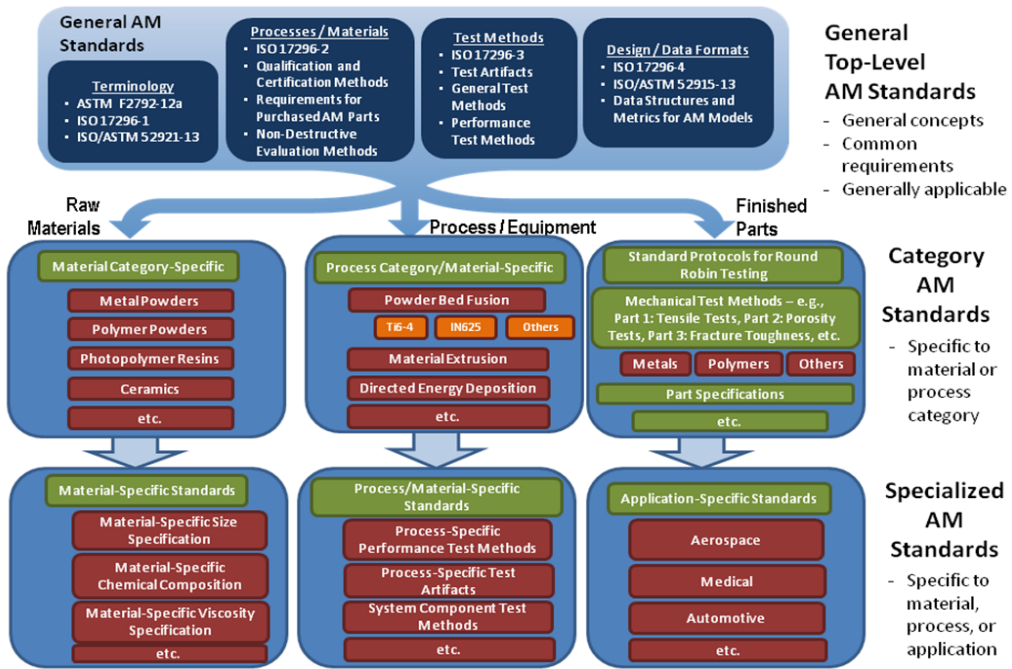 General AM
Standards
Terminology
• ASTM F2792-12a
• ISO 17296-1
• ISO/ASTM 52921-13
Processes / Materials
• ISO 17296-2
• Qualification and
Certification Methods
• Requirements for
Purchased AM Parts
• Non-Destructive
Evaluation Methods
Test Methods
• ISO 17296-3
• Test Artifacts
• General Test
Methods
• Performance
Test Methods
Design / Data Formats
• ISO 17296-4
• ISO/ASTM 52915-13
• Data Structures and
Metrics for AM Models
General
Top-Level
AM Standards
- General concepts
- Common
requirements
- Generally applicable
Raw
Materials
Process / Equipment
Finished
Parts
Material Category-Specific
Metal Powders
Polymer Powders
Photopolymer Resins
Ceramics
etc.
Process Category/Material-Specific
Powder Bed Fusion
Ti6-4
IN625
Others
Material Extrusion
Directed Energy Deposition
etc.
Standard Protocols for Round
Robin Testing
Mechanical Test Methods – e.g.,
Part 1: Tensile Tests, Part 2: Porosity
Tests, Part 3: Fracture Toughness, etc.
Metals
Polymers
Others
Part Specifications
etc.
Category
AM
Standards
- Specific to
material or
process
category
Material-Specific Standards
Material-Specific Size
Specification
Material-Specific
Chemical Composition
Material-Specific Viscosity
Specification
etc.
Process/Material-Specific
Standards
Process-Specific
Performance Test Methods
Process-Specific Test
Artifacts
System Component Test
Methods
etc.
Application-Specific Standards
Aerospace
Medical
Automotive
etc.
Specialized
AM
Standards
- Specific to
material,
process, or
application